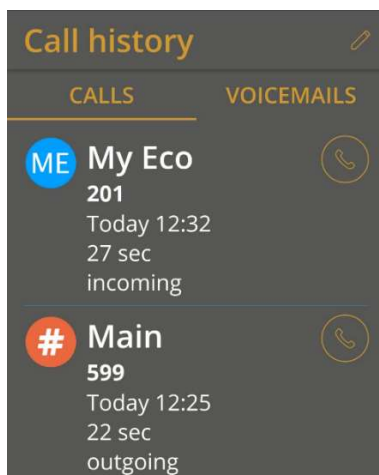 Call history
CALLS VOICEMAILS
ME My Eco
201
Today 12:32
27 sec
incoming
# Main
599
Today 12:25
22 sec
outgoing